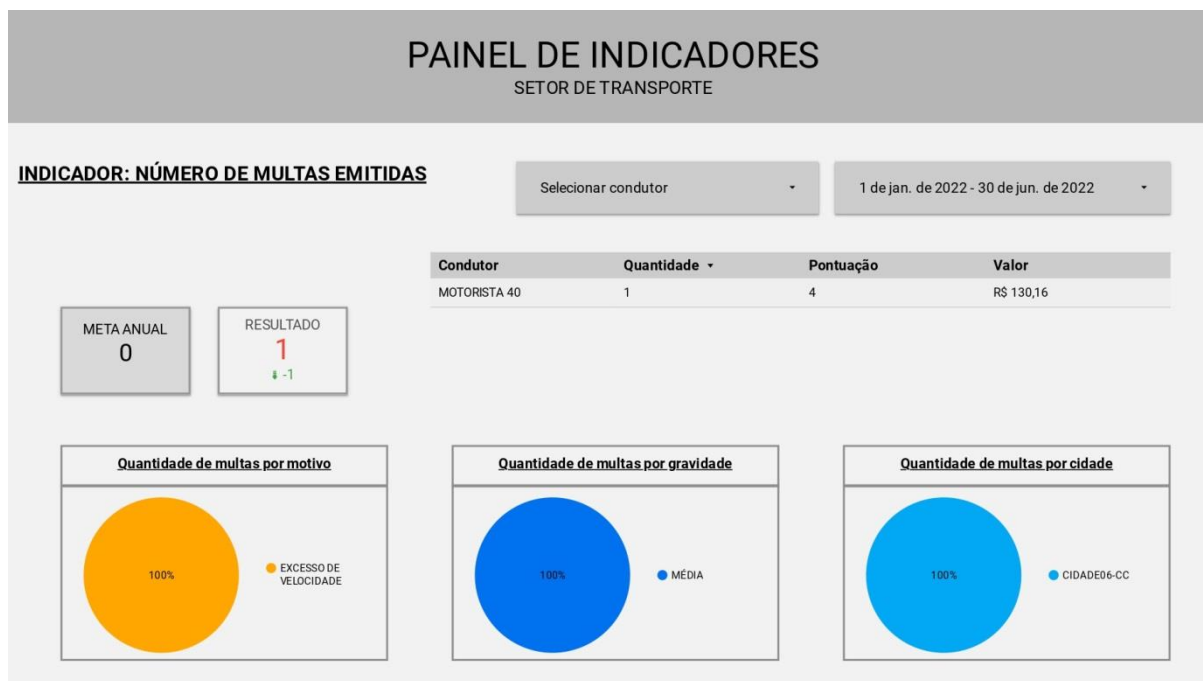 PAINEL DE INDICADORES
SETOR DE TRANSPORTE
INDICADOR: NÚMERO DE MULTAS EMITIDAS
Selecionar condutor
1 de jan. de 2022 - 30 de jun. de 2022
Condutor Quantidade Pontuação Valor
MOTORISTA 40 1 4 R$ 130,16
META ANUAL
0
RESULTADO
1
-1
Quantidade de multas por motivo
100%
EXCESSO DE
VELOCIDADE
Quantidade de multas por gravidade
100%
MÉDIA
Quantidade de multas por cidade
100%
CIDADE06-CC